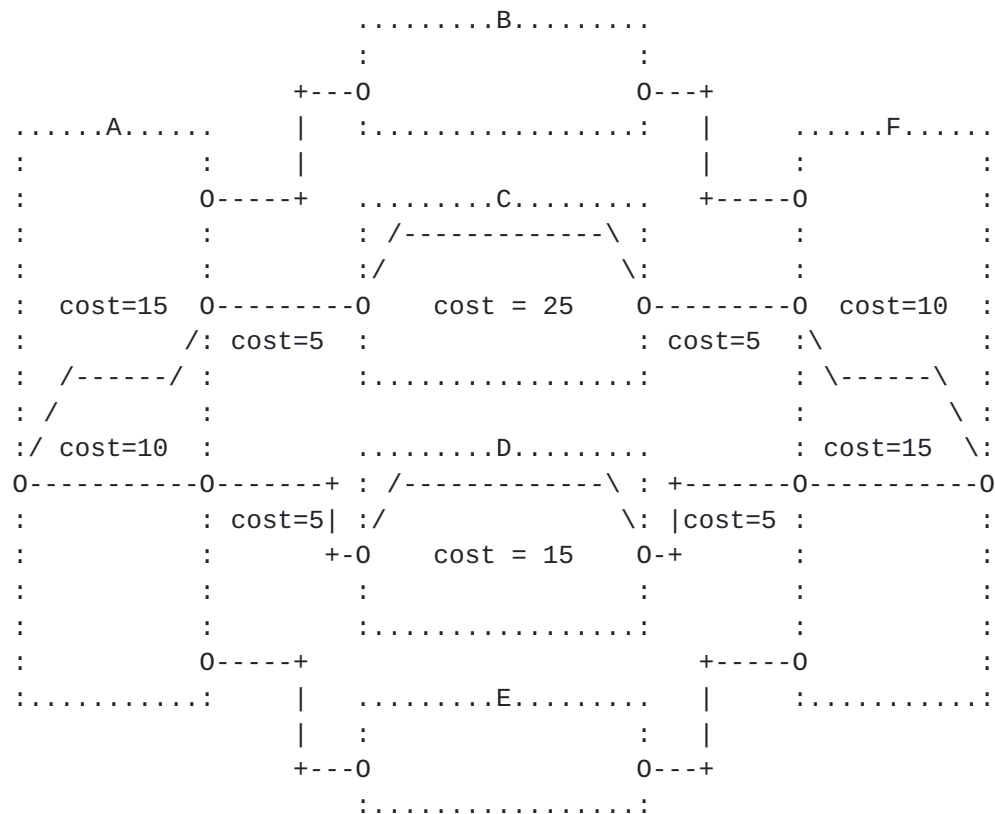 .........B.........
:                 :
+---O                 O---+
......A......     |   :.................:   |     ......F......
:           :     |                         |     :           :
:           O-----+   .........C.........   +-----O           :
:           :         : /-------------\ :         :           :
:           :         :/               \:         :           :
:  cost=15  O---------O    cost = 25    O---------O  cost=10  :
:          /: cost=5  :                 : cost=5  :\          :
:  /------/ :         :.................:         : \------\  :
: /         :                                     :         \ :
:/ cost=10  :         .........D.........         : cost=15  \:
O-----------O-------+ : /-------------\ : +-------O-----------O
:           : cost=5| :/               \: |cost=5 :           :
:           :       +-O    cost = 15    O-+       :           :
:           :         :                 :         :           :
:           :         :.................:         :           :
:           O-----+                         +-----O           :
:...........:     |   .........E.........   |     :...........:
|   :                 :   |
+---O                 O---+
:.................: